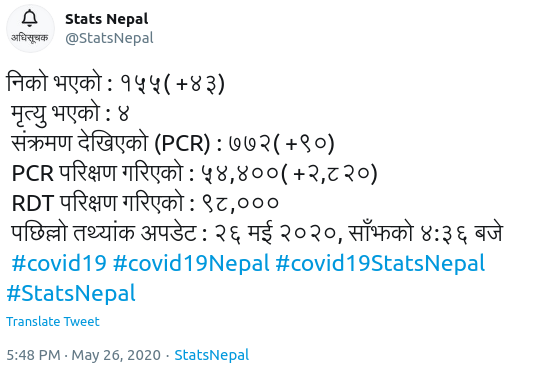 Stats Nepal
अधिसूचक
@StatsNepal
निको भएको : १५५( +४३)
मृत्यु भएको : ४
संक्रमण देखिएको (PCR) : ७७२( +९०)
PCR परिक्षण गरिएको : ५४,४००( +२,८२०)
RDT परिक्षण गरिएको : ९८,०००
पछिल्लो तथ्यांक अपडेट : २६ मई २०२०, साँझको ४:३६ बजे
#covid19 #covid19Nepal #covid19StatsNepal
#StatsNepal
Translate Tweet
5:48 PM · May 26, 2020 · StatsNepal